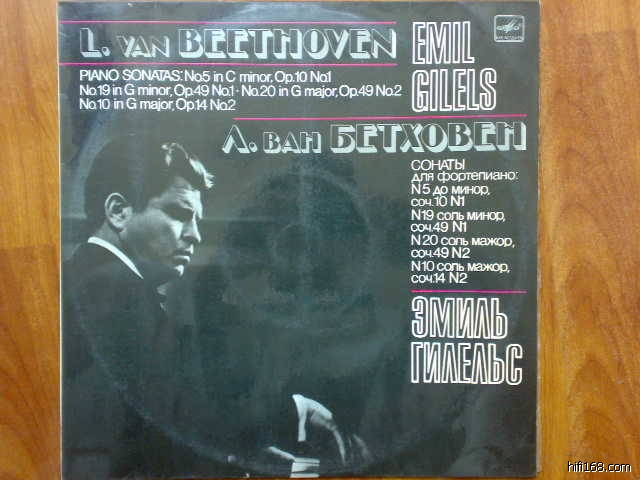 L. VAN BEETHOVEN
PIANO SONATAS: No.5 in C minor, Op.10 No.1
No.19 in G minor, Op.49 No.1 · No.20 in G major, Op.49 No.2
No.10 in G major, Op.14 No.2
EMIL
GILELS
Л. ВАН БЕТХОВЕН
СОНАТЫ
для фортепиано:
N 5 до минор,
соч.10 N1
N 19 соль минор,
соч.49 N1
N 20 соль мажор,
соч.49 N2
N 10 соль мажор,
соч.14 N2
ЭМИЛЬ
ГИЛЕЛЬС
hifi168.com